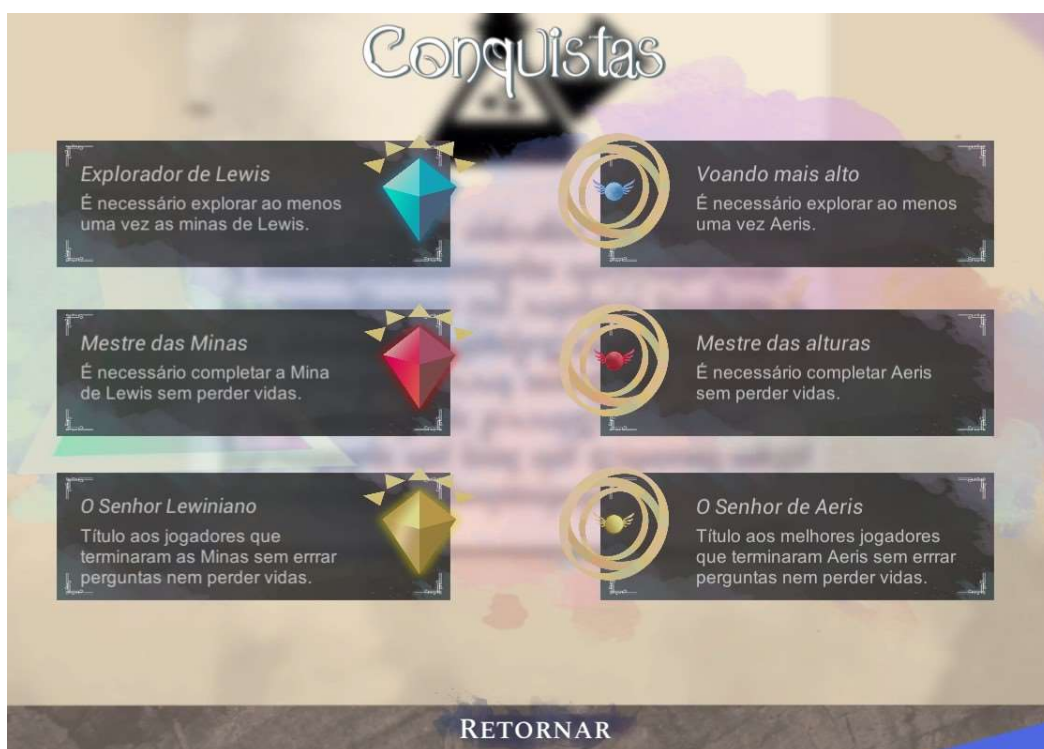 Conquistas
Explorador de Lewis
É necessário explorar ao menos
uma vez as minas de Lewis.
Voando mais alto
É necessário explorar ao menos
uma vez Aeris.
Mestre das Minas
É necessário completar a Mina
de Lewis sem perder vidas.
Mestre das alturas
É necessário completar Aeris
sem perder vidas.
O Senhor Lewiniano
Título aos jogadores que
terminaram as Minas sem errrar
perguntas nem perder vidas.
O Senhor de Aeris
Título aos melhores jogadores
que terminaram Aeris sem errrar
perguntas nem perder vidas.
RETORNAR